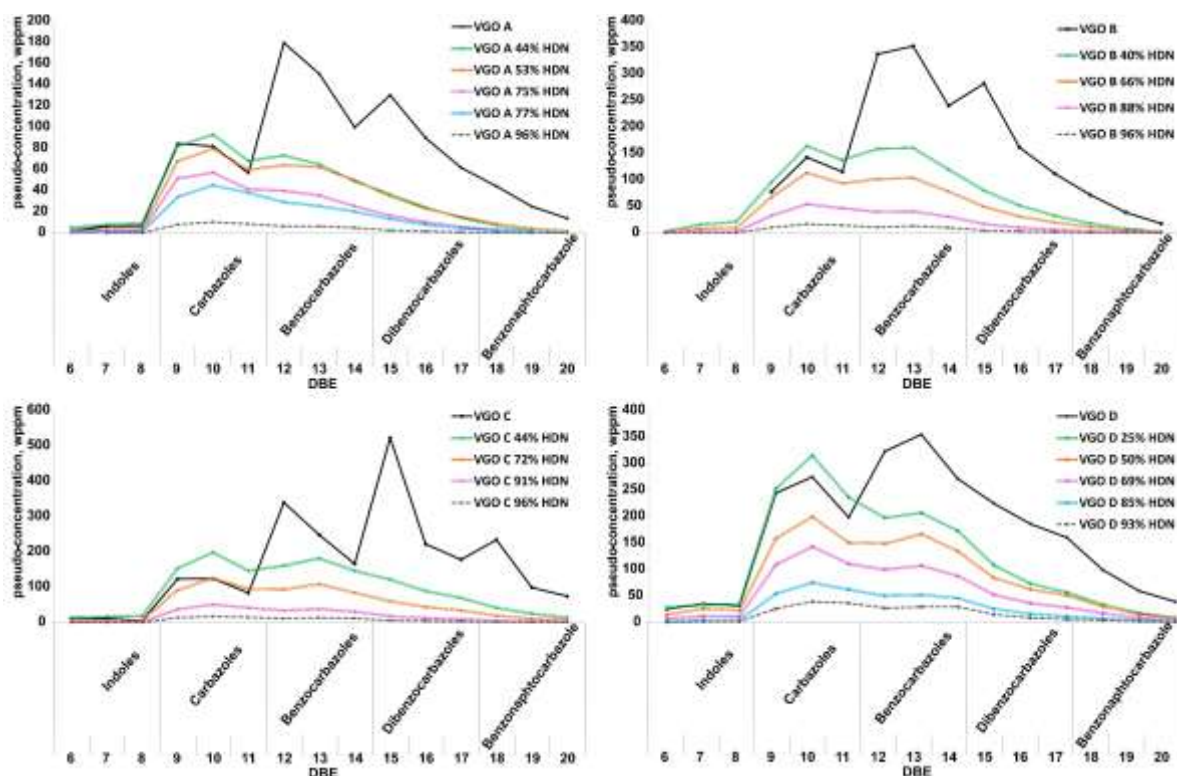 pseudo-concentration, wppm
200
180
160
140
120
100
80
60
40
20
0
VGO A
VGO A 44% HDN
VGO A 53% HDN
VGO A 75% HDN
VGO A 77% HDN
VGO A 96% HDN
Indoles
Carbazoles
Benzocarbazoles
Dibenzocarbazoles
Benzonaphtocarbazole
6 7 8 9 10 11 12 13 14 15 16 17 18 19 20
DBE
pseudo-concentration, wppm
400
350
300
250
200
150
100
50
0
VGO B
VGO B 40% HDN
VGO B 66% HDN
VGO B 88% HDN
VGO B 96% HDN
Indoles
Carbazoles
Benzocarbazoles
Dibenzocarbazoles
Benzonaphtocarbazole
6 7 8 9 10 11 12 13 14 15 16 17 18 19 20
DBE
pseudo-concentration, wppm
600
500
400
300
200
100
0
VGO C
VGO C 44% HDN
VGO C 72% HDN
VGO C 91% HDN
VGO C 96% HDN
Indoles
Carbazoles
Benzocarbazoles
Dibenzocarbazoles
Benzonaphtocarbazole
6 7 8 9 10 11 12 13 14 15 16 17 18 19 20
DBE
pseudo-concentration, wppm
400
350
300
250
200
150
100
50
0
VGO D
VGO D 25% HDN
VGO D 50% HDN
VGO D 69% HDN
VGO D 85% HDN
VGO D 93% HDN
Indoles
Carbazoles
Benzocarbazoles
Dibenzocarbazoles
Benzonaphtocarbazole
6 7 8 9 10 11 12 13 14 15 16 17 18 19 20
DBE